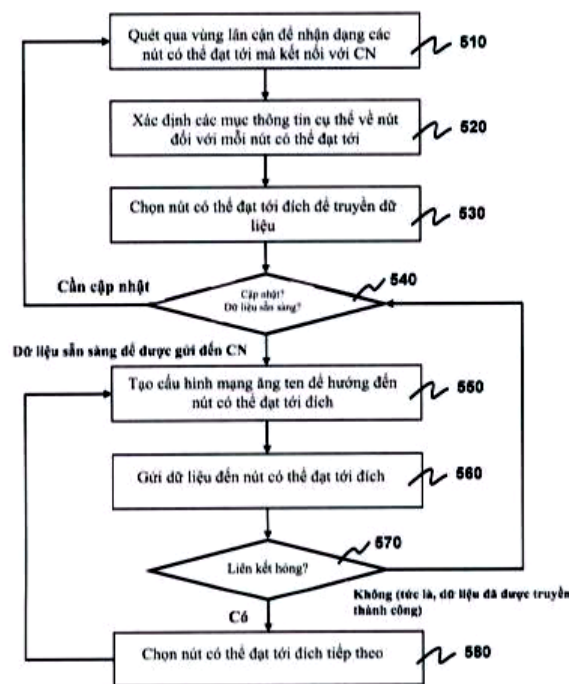 Quét qua vùng lân cận để nhận dạng các
nút có thể đạt tới mà kết nối với CN
510
Xác định các mục thông tin cụ thể về nút
đối với mỗi nút có thể đạt tới
520
Chọn nút có thể đạt tới đích để truyền dữ
liệu
530
540
Cần cập nhật
Cập nhật?
Dữ liệu sẵn sàng?
Dữ liệu sẵn sàng để được gửi đến CN
Tạo cấu hình mạng ăng ten để hướng đến
nút có thể đạt tới đích
550
Gửi dữ liệu đến nút có thể đạt tới đích
560
570
Liên kết hỏng?
Không (tức là, dữ liệu đã được truyền
thành công)
Có
Chọn nút có thể đạt tới đích tiếp theo
580